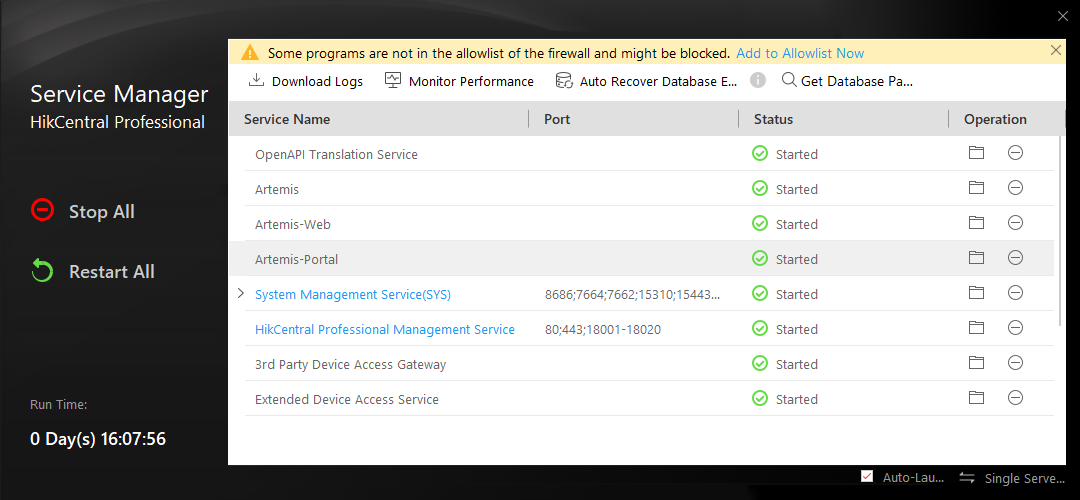 Some programs are not in the allowlist of the firewall and might be blocked. Add to Allowlist Now
Download Logs Monitor Performance Auto Recover Database E... Get Database Pa...
Service Manager
HikCentral Professional
Stop All
Restart All
Run Time:
0 Day(s) 16:07:56
Service Name Port Status Operation
OpenAPI Translation Service Started
Artemis Started
Artemis-Web Started
Artemis-Portal Started
System Management Service(SYS) 8686;7664;7662;15310;15443... Started
HikCentral Professional Management Service 80;443;18001-18020 Started
3rd Party Device Access Gateway Started
Extended Device Access Service Started
Auto-Lau... Single Serve...